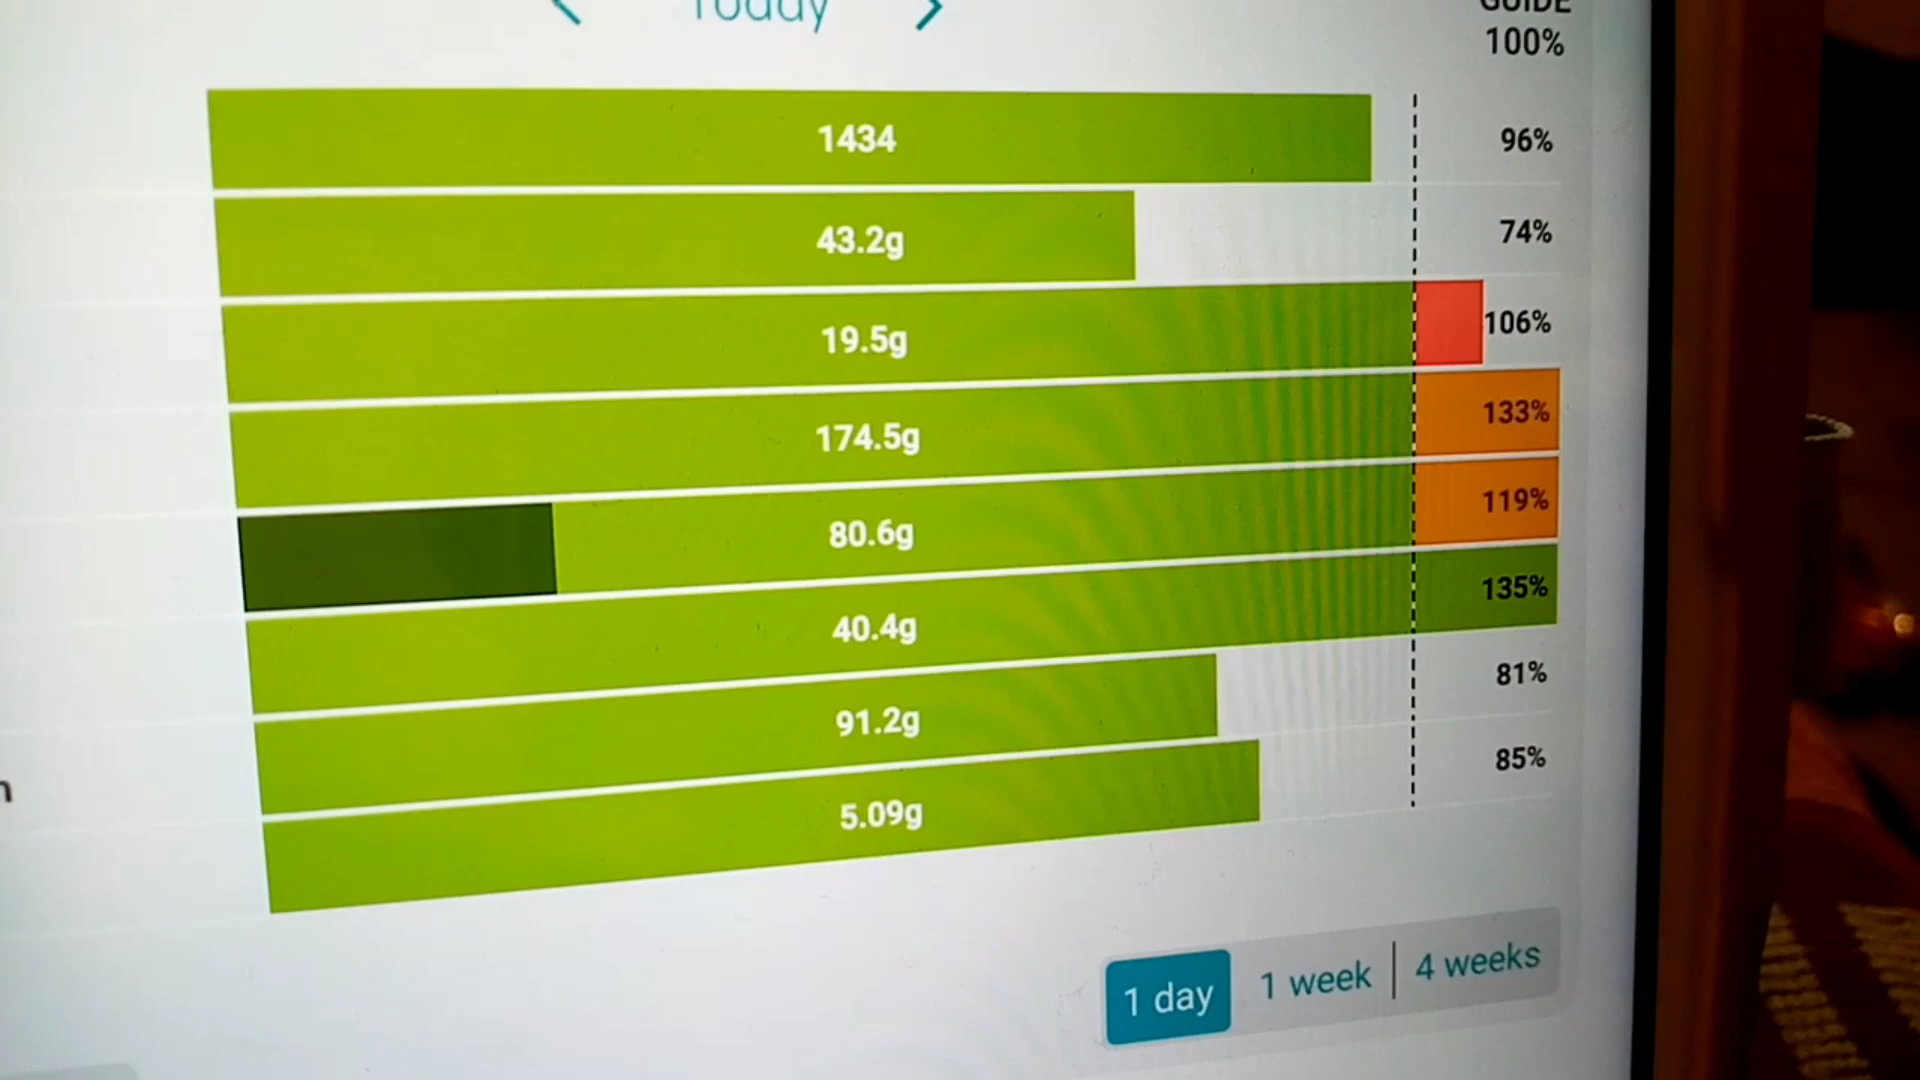 Today
GUIDE
100%
1434 96%
43.2g 74%
19.5g 106%
174.5g 133%
80.6g 119%
40.4g 135%
91.2g 81%
5.09g 85%
1 day 1 week 4 weeks